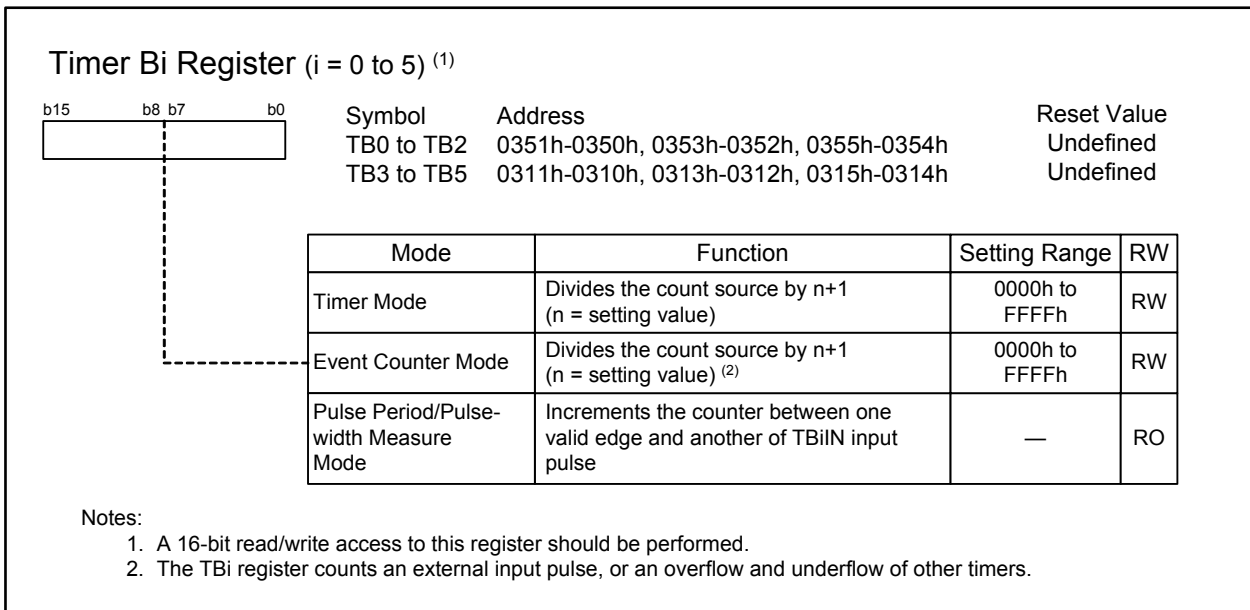 Timer Bi Register (i = 0 to 5) (1)
b15 b8 b7 b0
Symbol Address Reset Value
TB0 to TB2 0351h-0350h, 0353h-0352h, 0355h-0354h Undefined
TB3 to TB5 0311h-0310h, 0313h-0312h, 0315h-0314h Undefined
Mode Function Setting Range RW
Timer Mode Divides the count source by n+1 (n = setting value) 0000h to FFFFh RW
Event Counter Mode Divides the count source by n+1 (n = setting value) (2) 0000h to FFFFh RW
Pulse Period/Pulse-width Measure Mode Increments the counter between one valid edge and another of TBiIN input pulse — RO
Notes:
1. A 16-bit read/write access to this register should be performed.
2. The TBi register counts an external input pulse, or an overflow and underflow of other timers.